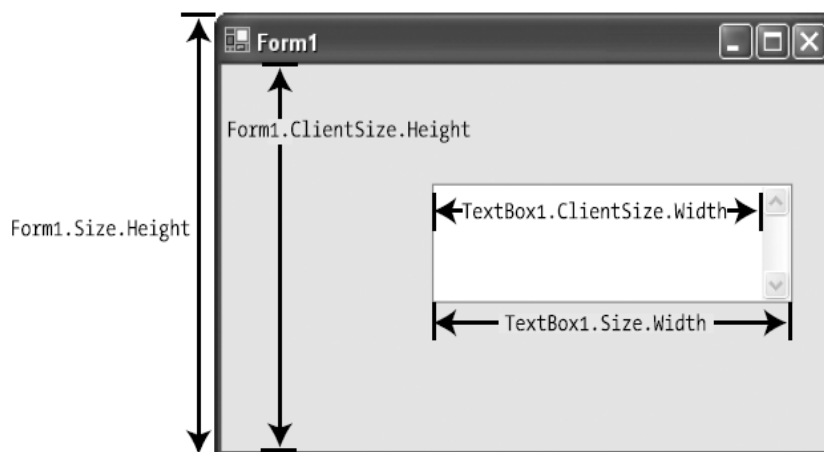 Form1
Form1.ClientSize.Height
TextBox1.ClientSize.Width
Form1.Size.Height
TextBox1.Size.Width